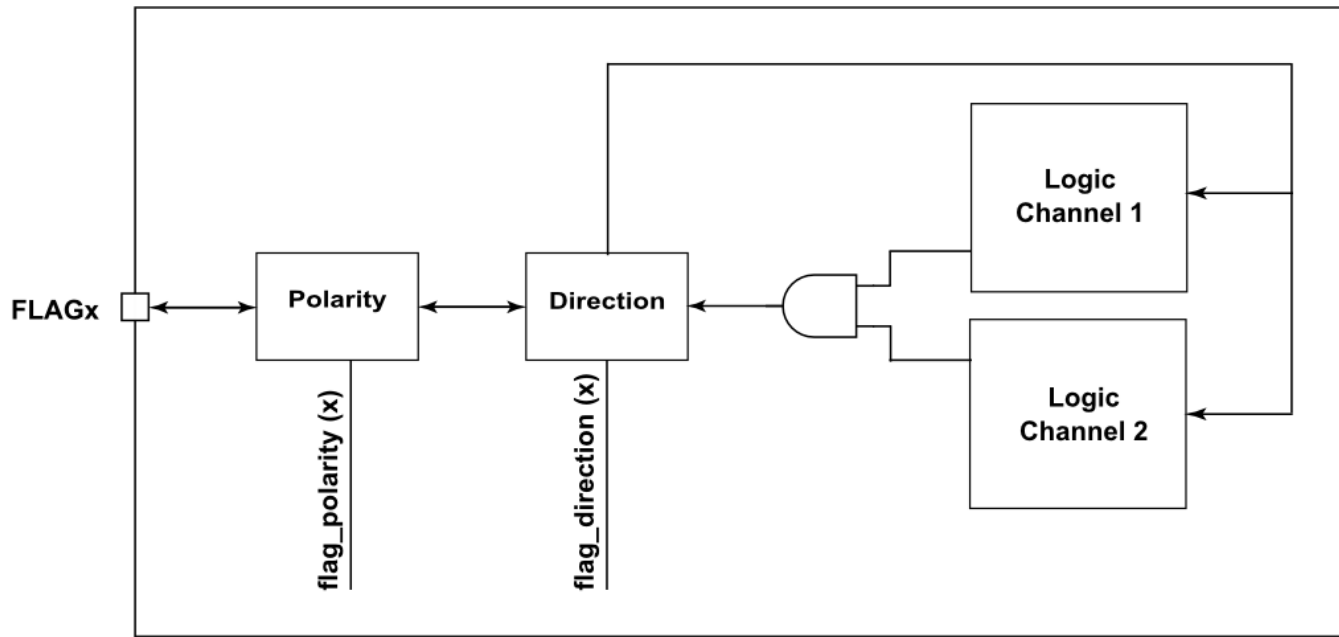 FLAGx
Polarity
Direction
Logic
Channel 1
Logic
Channel 2
flag_polarity (x)
flag_direction (x)